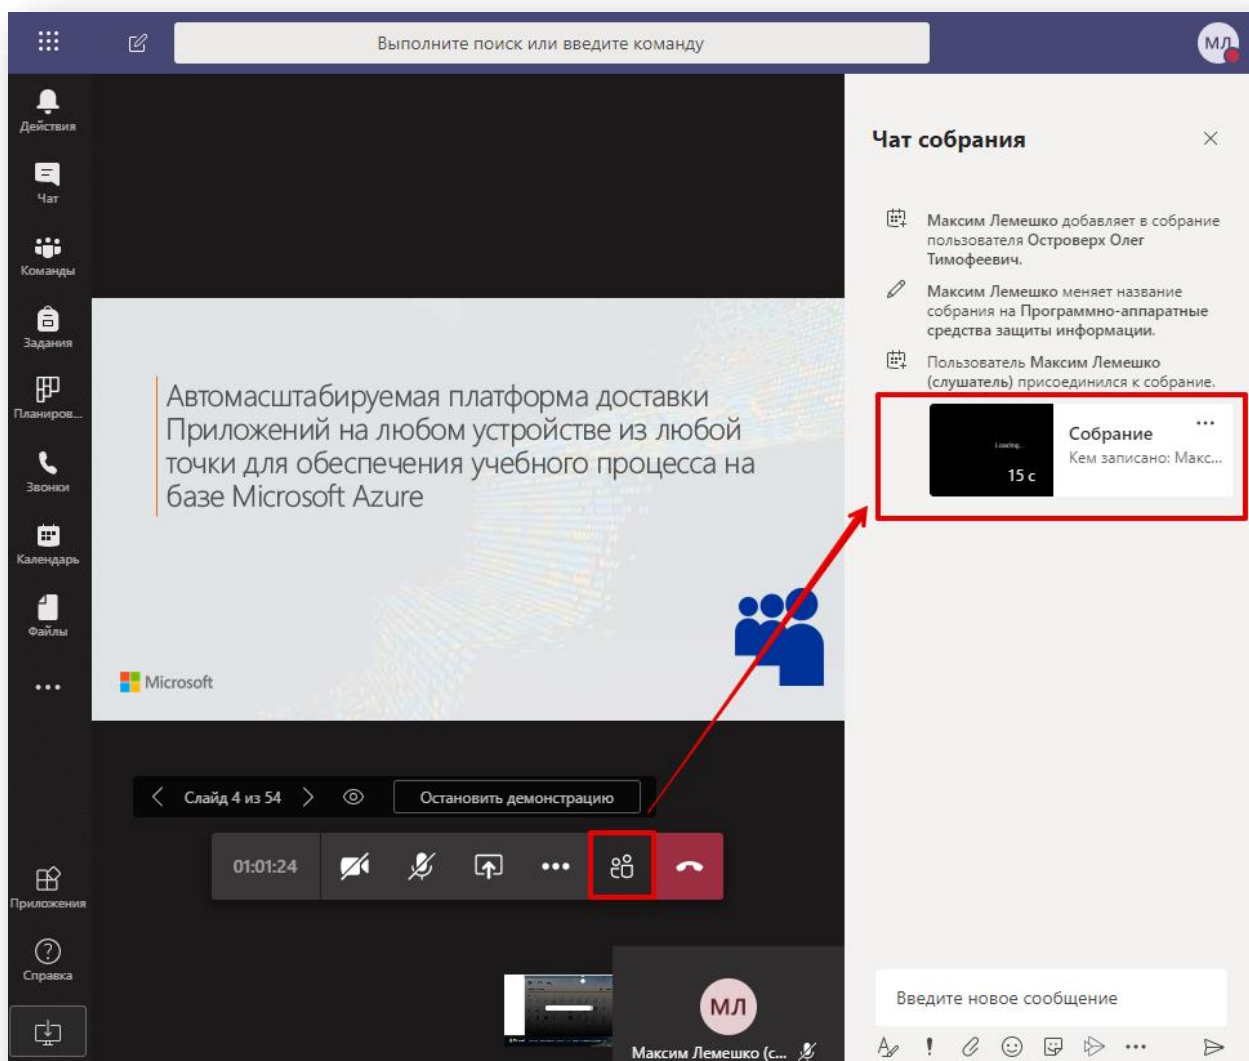 Выполните поиск или введите команду
МЛ
Действия
Чат
Команды
Задания
Планиров...
Звонки
Календарь
Файлы
Приложения
Справка
Автомасштабируемая платформа доставки
Приложений на любом устройстве из любой
точки для обеспечения учебного процесса на
базе Microsoft Azure
Microsoft
Слайд 4 из 54
Остановить демонстрацию
01:01:24
МЛ
Максим Лемешко (с...
Чат собрания
Максим Лемешко добавляет в собрание
пользователя Островерх Олег
Тимофеевич.
Максим Лемешко меняет название
собрания на Программно-аппаратные
средства защиты информации.
Пользователь Максим Лемешко
(слушатель) присоединился к собрание.
Loading...
15 с
Собрание
Кем записано: Макс...
Введите новое сообщение